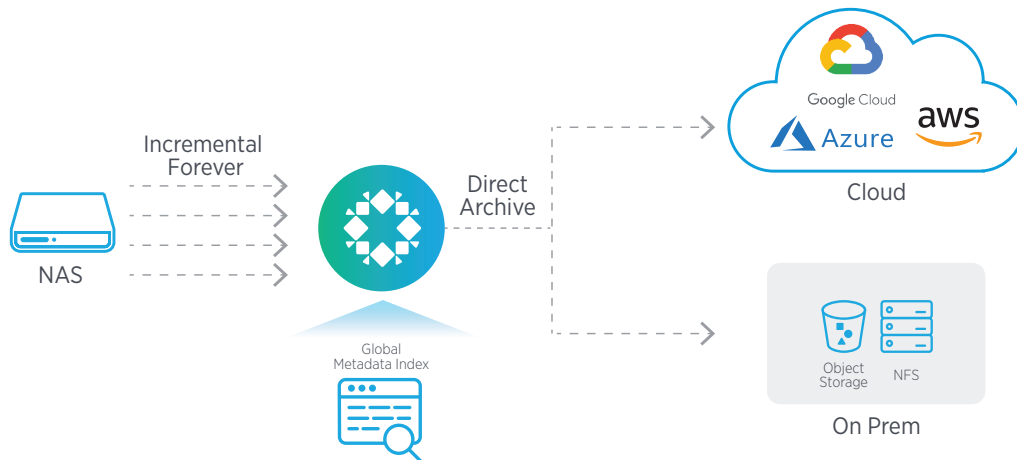 Incremental
Forever
NAS
Direct
Archive
Global
Metadata Index
Google Cloud
Azure
aws
Cloud
Object
Storage
NFS
On Prem